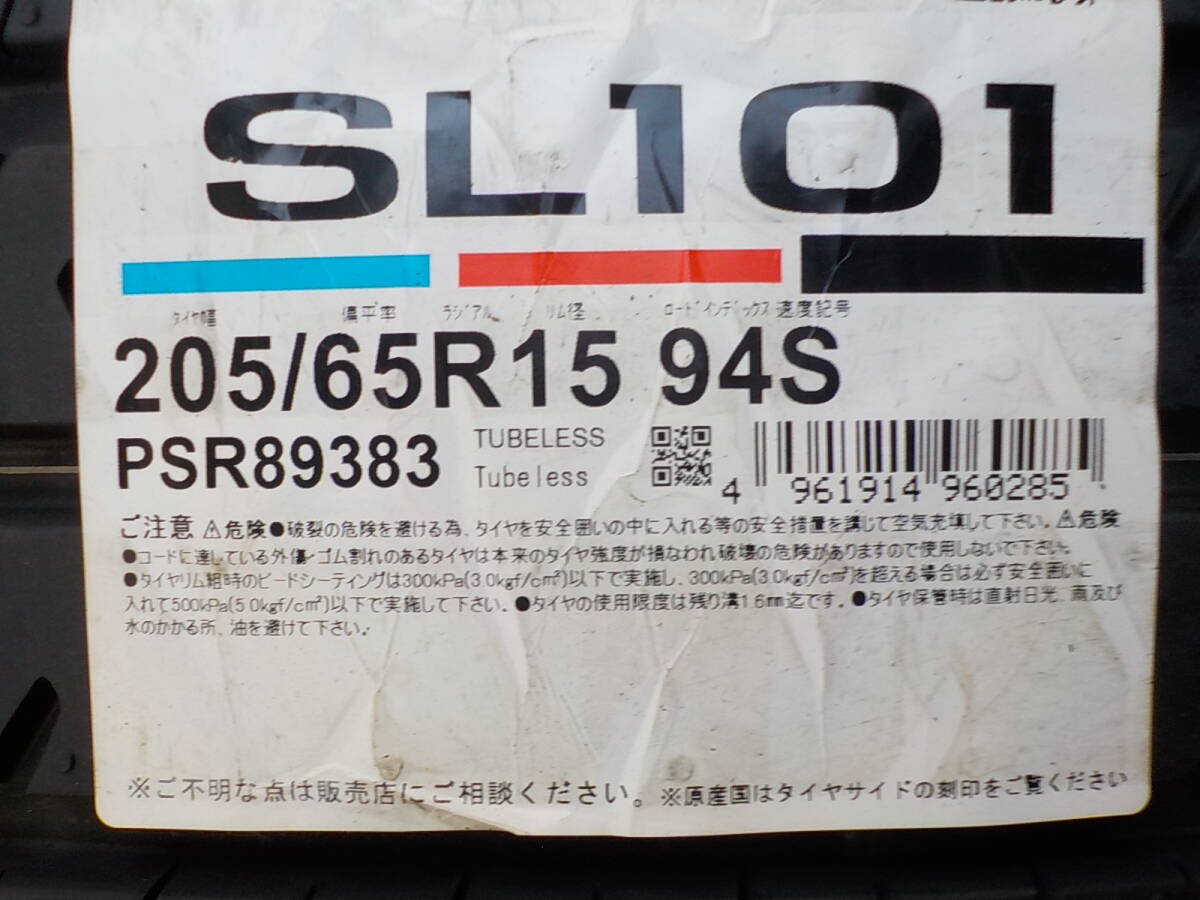 SL101
タイヤ幅 偏平率 ラジアル リム径 ロードインデックス 速度記号
205/65R15 94S
PSR89383
TUBELESS
Tubeless
4 961914 960285
ご注意 ⚠危険●破裂の危険を避ける為、タイヤを安全囲いの中に入れる等の安全措置を講じて空気充填して下さい。⚠危険
●コードに達している外傷・ゴム割れのあるタイヤは本来のタイヤ強度が損なわれ破壊の危険がありますので使用しないで下さい。
●タイヤリム組時のビードシーティングは300kPa(3.0kgf/c㎡)以下で実施し、300kPa(3.0kgf/c㎡)を超える場合は必ず安全囲いに
入れて500kPa(5.0kgf/c㎡)以下で実施して下さい。●タイヤの使用限度は残り溝1.6mm迄です。●タイヤ保管時は直射日光、雨及び
水のかかる所、油を避けて下さい。
※ご不明な点は販売店にご相談ください。※原産国はタイヤサイドの刻印をご覧ください